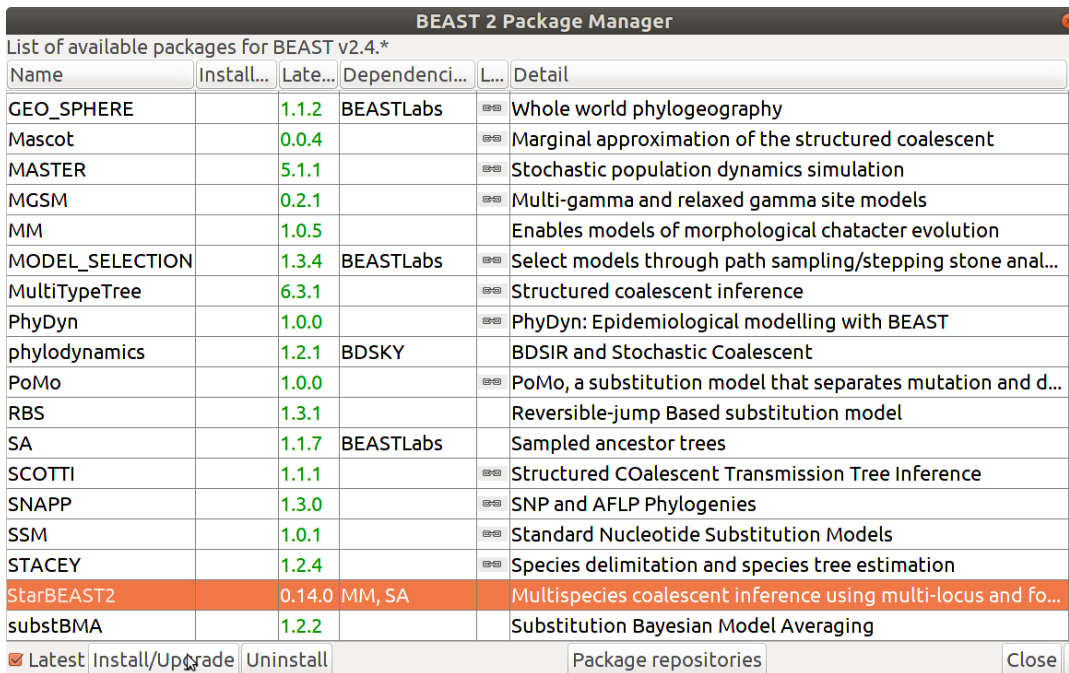 BEAST 2 Package Manager
List of available packages for BEAST v2.4.*
Name Install... Late... Dependenci... L... Detail
GEO_SPHERE 1.1.2 BEASTLabs Whole world phylogeography
Mascot 0.0.4 Marginal approximation of the structured coalescent
MASTER 5.1.1 Stochastic population dynamics simulation
MGSM 0.2.1 Multi-gamma and relaxed gamma site models
MM 1.0.5 Enables models of morphological chatacter evolution
MODEL_SELECTION 1.3.4 BEASTLabs Select models through path sampling/stepping stone anal...
MultiTypeTree 6.3.1 Structured coalescent inference
PhyDyn 1.0.0 PhyDyn: Epidemiological modelling with BEAST
phylodynamics 1.2.1 BDSKY BDSIR and Stochastic Coalescent
PoMo 1.0.0 PoMo, a substitution model that separates mutation and d...
RBS 1.3.1 Reversible-jump Based substitution model
SA 1.1.7 BEASTLabs Sampled ancestor trees
SCOTTI 1.1.1 Structured COalescent Transmission Tree Inference
SNAPP 1.3.0 SNP and AFLP Phylogenies
SSM 1.0.1 Standard Nucleotide Substitution Models
STACEY 1.2.4 Species delimitation and species tree estimation
StarBEAST2 0.14.0 MM, SA Multispecies coalescent inference using multi-locus and fo...
substBMA 1.2.2 Substitution Bayesian Model Averaging
Latest Install/Upgrade Uninstall Package repositories Close